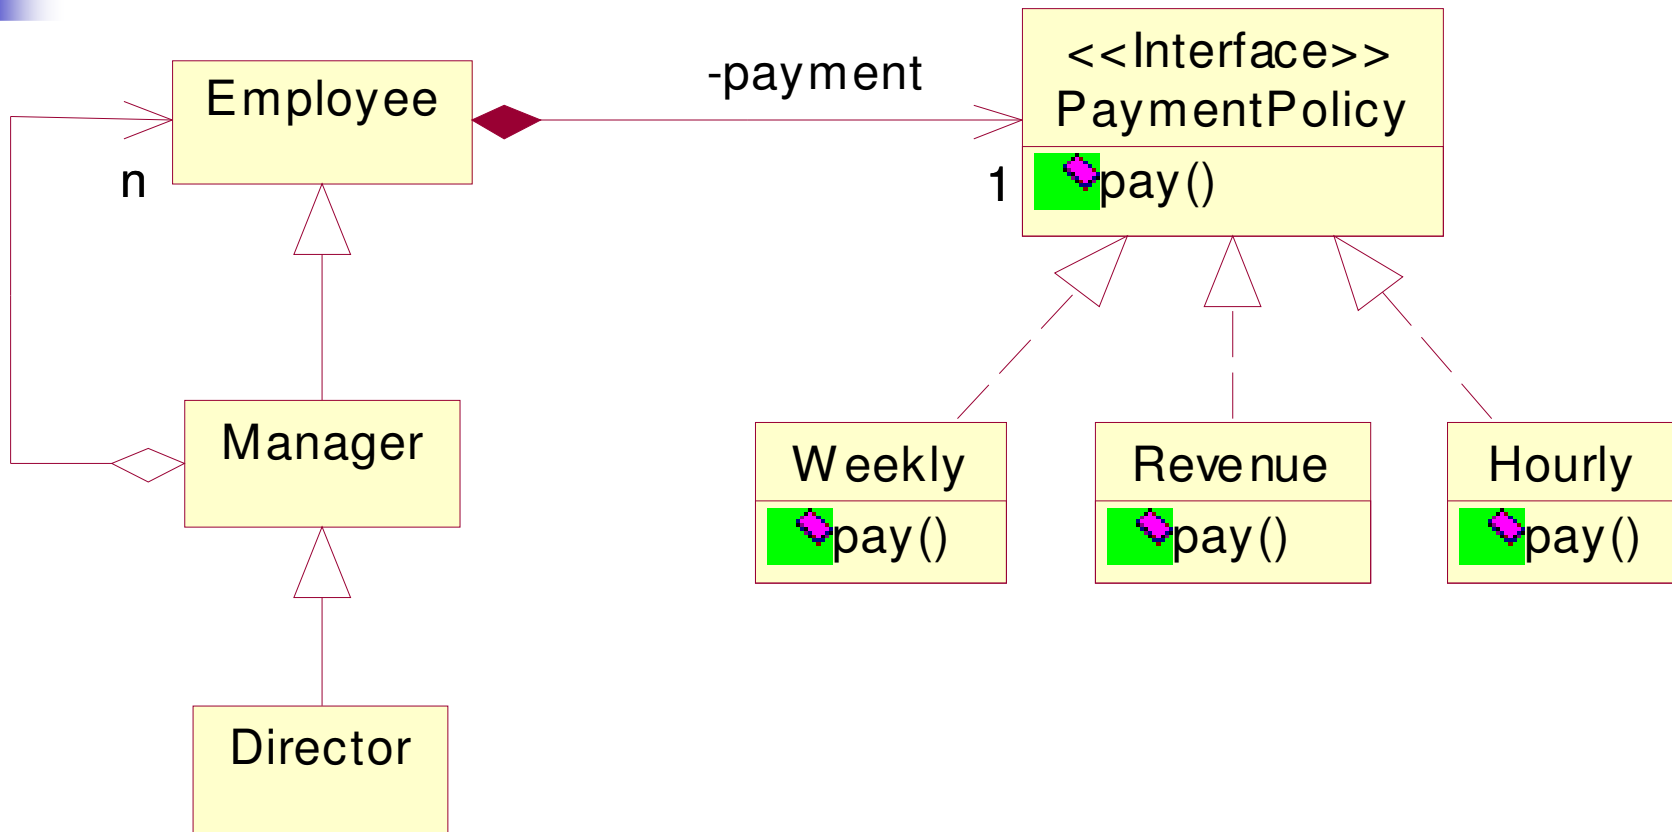 Employee
-payment
<<Interface>>
PaymentPolicy
n
1
pay()
Manager
Weekly
Revenue
Hourly
pay()
pay()
pay()
Director